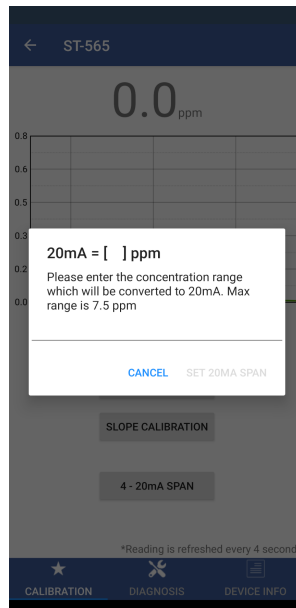 ST-565
0.0 ppm
0.8
0.6
0.5
0.3
0.2
0.0
20mA = [   ] ppm
Please enter the concentration range
which will be converted to 20mA. Max
range is 7.5 ppm
CANCEL SET 20MA SPAN
SLOPE CALIBRATION
4 - 20mA SPAN
*Reading is refreshed every 4 second
CALIBRATION DIAGNOSIS DEVICE INFO